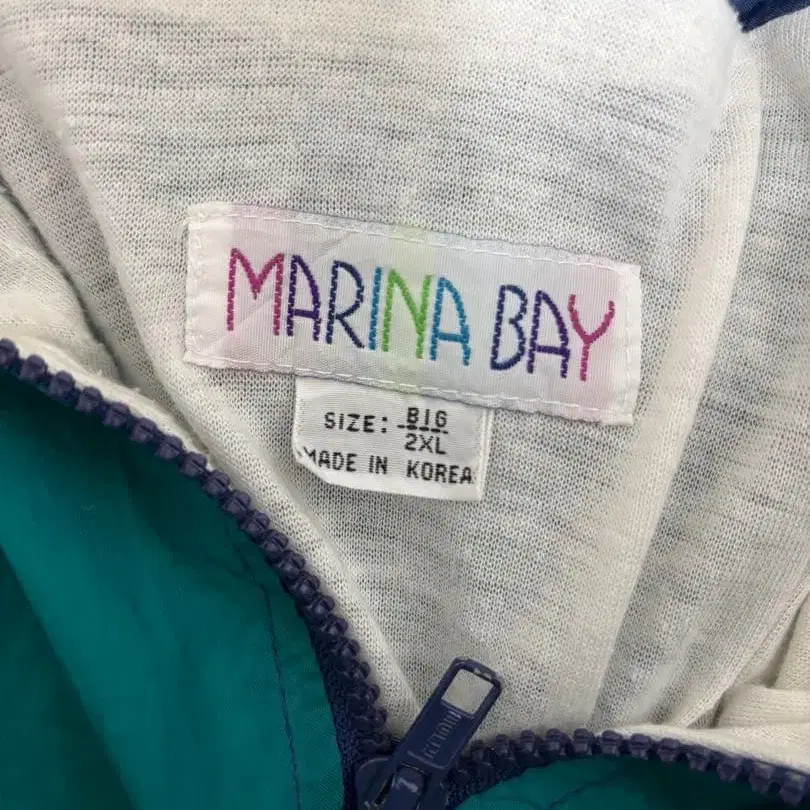 MARINA BAY
SIZE: BIG
2XL
MADE IN KOREA